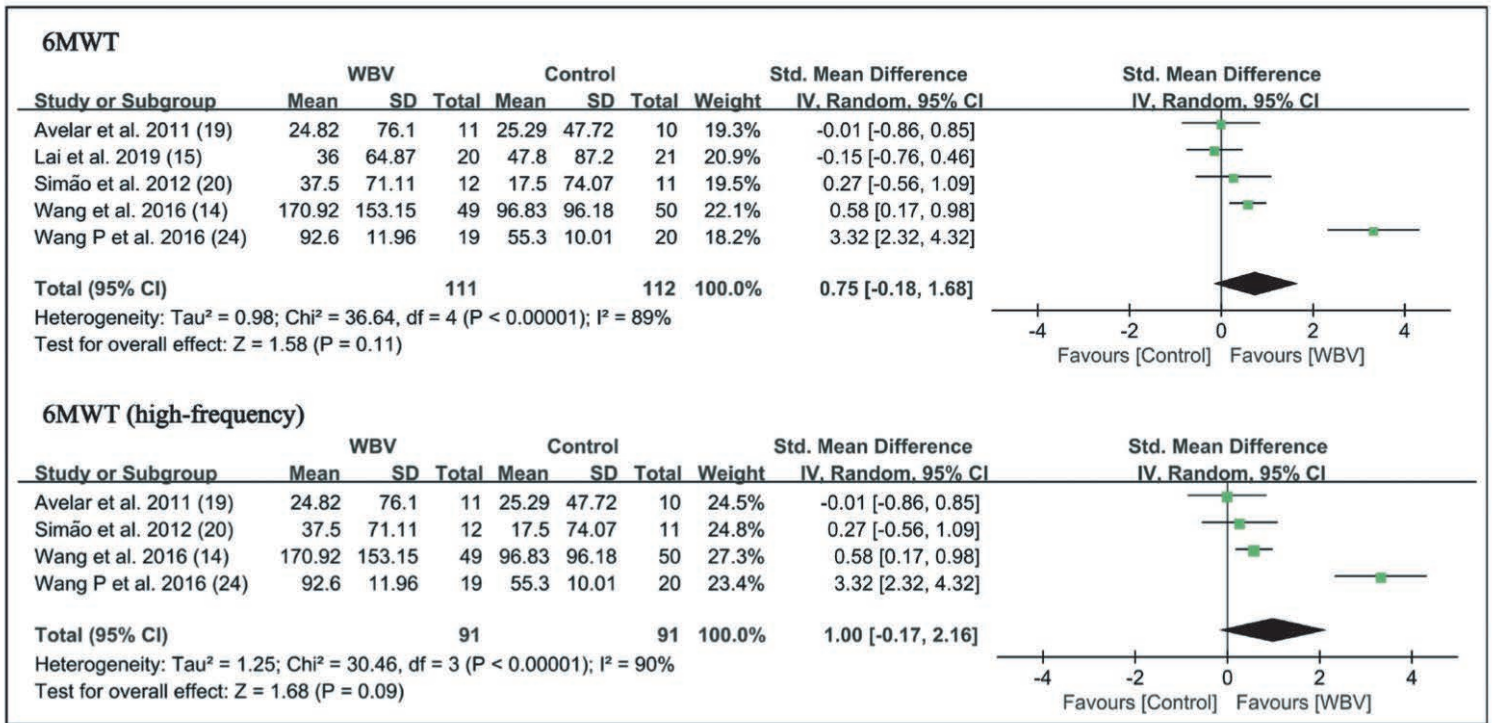 6MWT
WBV Control Std. Mean Difference Std. Mean Difference
Study or Subgroup Mean SD Total Mean SD Total Weight IV, Random, 95% CI IV, Random, 95% CI
Avelar et al. 2011 (19) 24.82 76.1 11 25.29 47.72 10 19.3% -0.01 [-0.86, 0.85]
Lai et al. 2019 (15) 36 64.87 20 47.8 87.2 21 20.9% -0.15 [-0.76, 0.46]
Simão et al. 2012 (20) 37.5 71.11 12 17.5 74.07 11 19.5% 0.27 [-0.56, 1.09]
Wang et al. 2016 (14) 170.92 153.15 49 96.83 96.18 50 22.1% 0.58 [0.17, 0.98]
Wang P et al. 2016 (24) 92.6 11.96 19 55.3 10.01 20 18.2% 3.32 [2.32, 4.32]
Total (95% CI) 111 112 100.0% 0.75 [-0.18, 1.68]
Heterogeneity: Tau² = 0.98; Chi² = 36.64, df = 4 (P < 0.00001); I² = 89%
Test for overall effect: Z = 1.58 (P = 0.11)
-4 -2 0 2 4
Favours [Control] Favours [WBV]
6MWT (high-frequency)
WBV Control Std. Mean Difference Std. Mean Difference
Study or Subgroup Mean SD Total Mean SD Total Weight IV, Random, 95% CI IV, Random, 95% CI
Avelar et al. 2011 (19) 24.82 76.1 11 25.29 47.72 10 24.5% -0.01 [-0.86, 0.85]
Simão et al. 2012 (20) 37.5 71.11 12 17.5 74.07 11 24.8% 0.27 [-0.56, 1.09]
Wang et al. 2016 (14) 170.92 153.15 49 96.83 96.18 50 27.3% 0.58 [0.17, 0.98]
Wang P et al. 2016 (24) 92.6 11.96 19 55.3 10.01 20 23.4% 3.32 [2.32, 4.32]
Total (95% CI) 91 91 100.0% 1.00 [-0.17, 2.16]
Heterogeneity: Tau² = 1.25; Chi² = 30.46, df = 3 (P < 0.00001); I² = 90%
Test for overall effect: Z = 1.68 (P = 0.09)
-4 -2 0 2 4
Favours [Control] Favours [WBV]